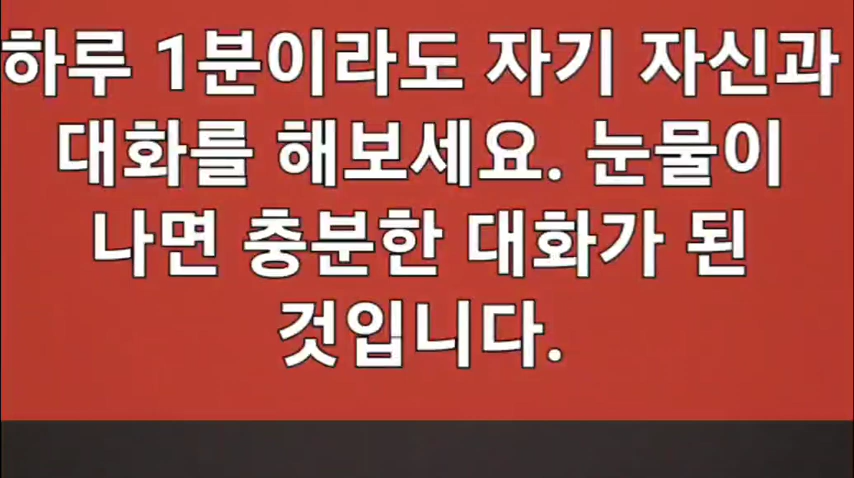 하루 1분이라도 자기 자신과
대화를 해보세요. 눈물이
나면 충분한 대화가 된
것입니다.